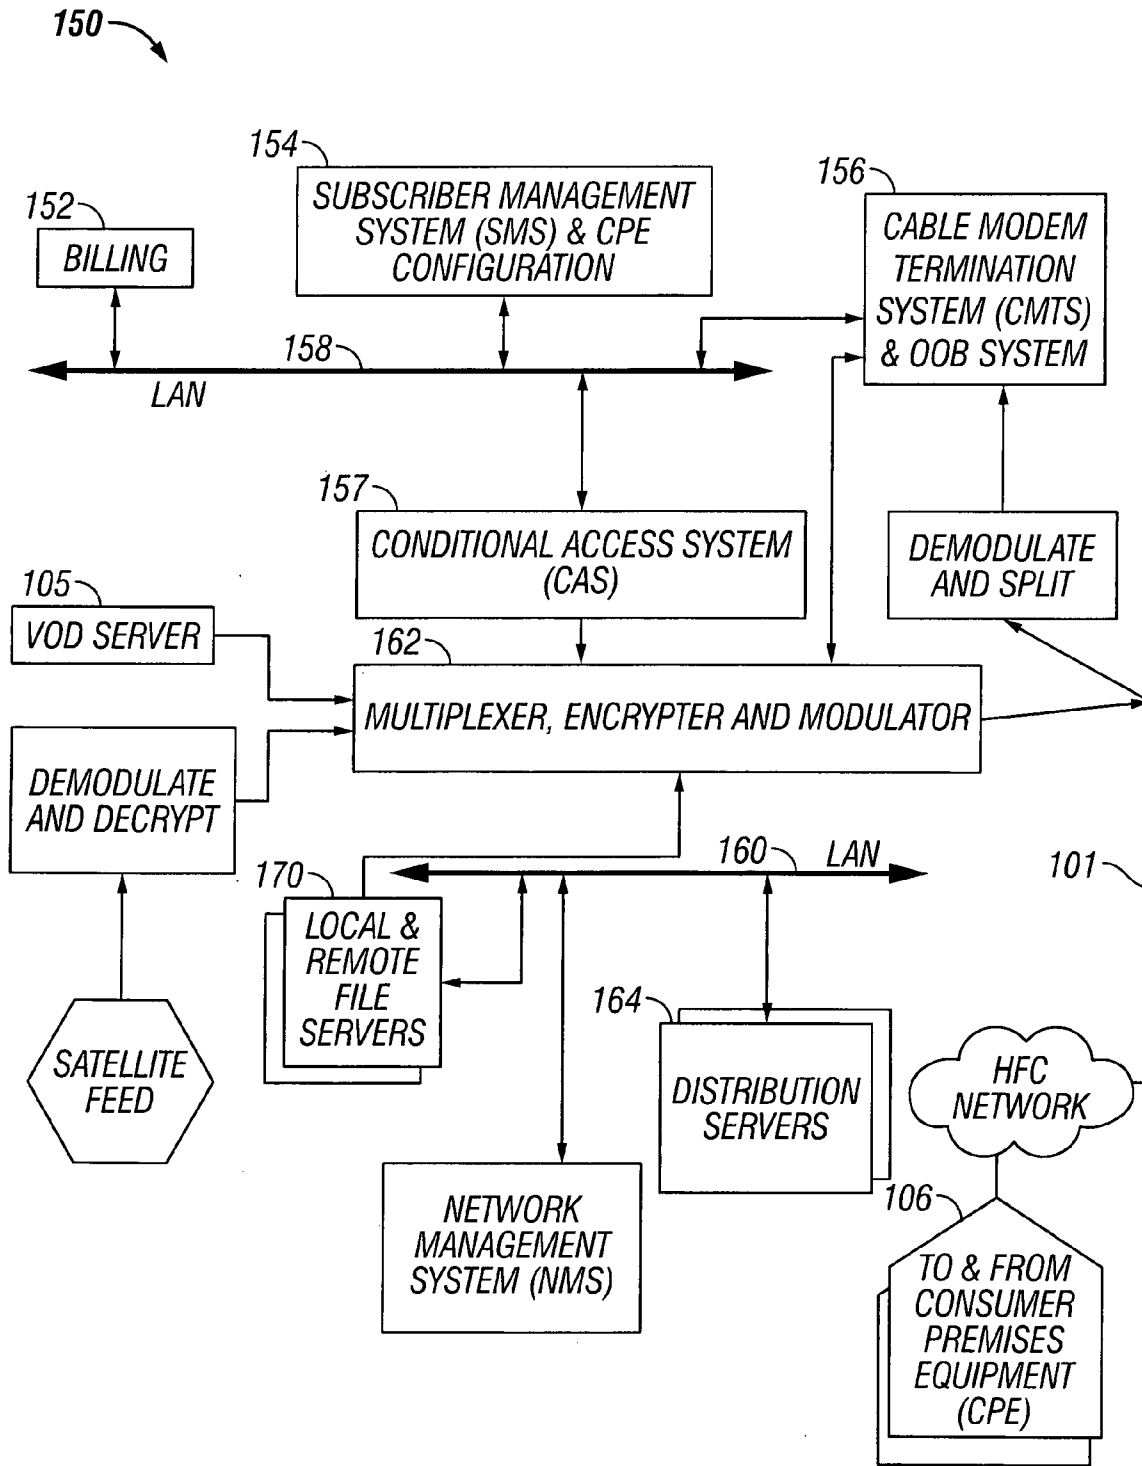 150
154
SUBSCRIBER MANAGEMENT
SYSTEM (SMS) & CPE
CONFIGURATION
156
CABLE MODEM
TERMINATION
SYSTEM (CMTS)
& OOB SYSTEM
152
BILLING
158
LAN
157
CONDITIONAL ACCESS SYSTEM
(CAS)
DEMODULATE
AND SPLIT
105
VOD SERVER
162
MULTIPLEXER, ENCRYPTER AND MODULATOR
DEMODULATE
AND DECRYPT
160
LAN
101
170
LOCAL &
REMOTE
FILE
SERVERS
164
DISTRIBUTION
SERVERS
SATELLITE
FEED
HFC
NETWORK
NETWORK
MANAGEMENT
SYSTEM (NMS)
106
TO & FROM
CONSUMER
PREMISES
EQUIPMENT
(CPE)